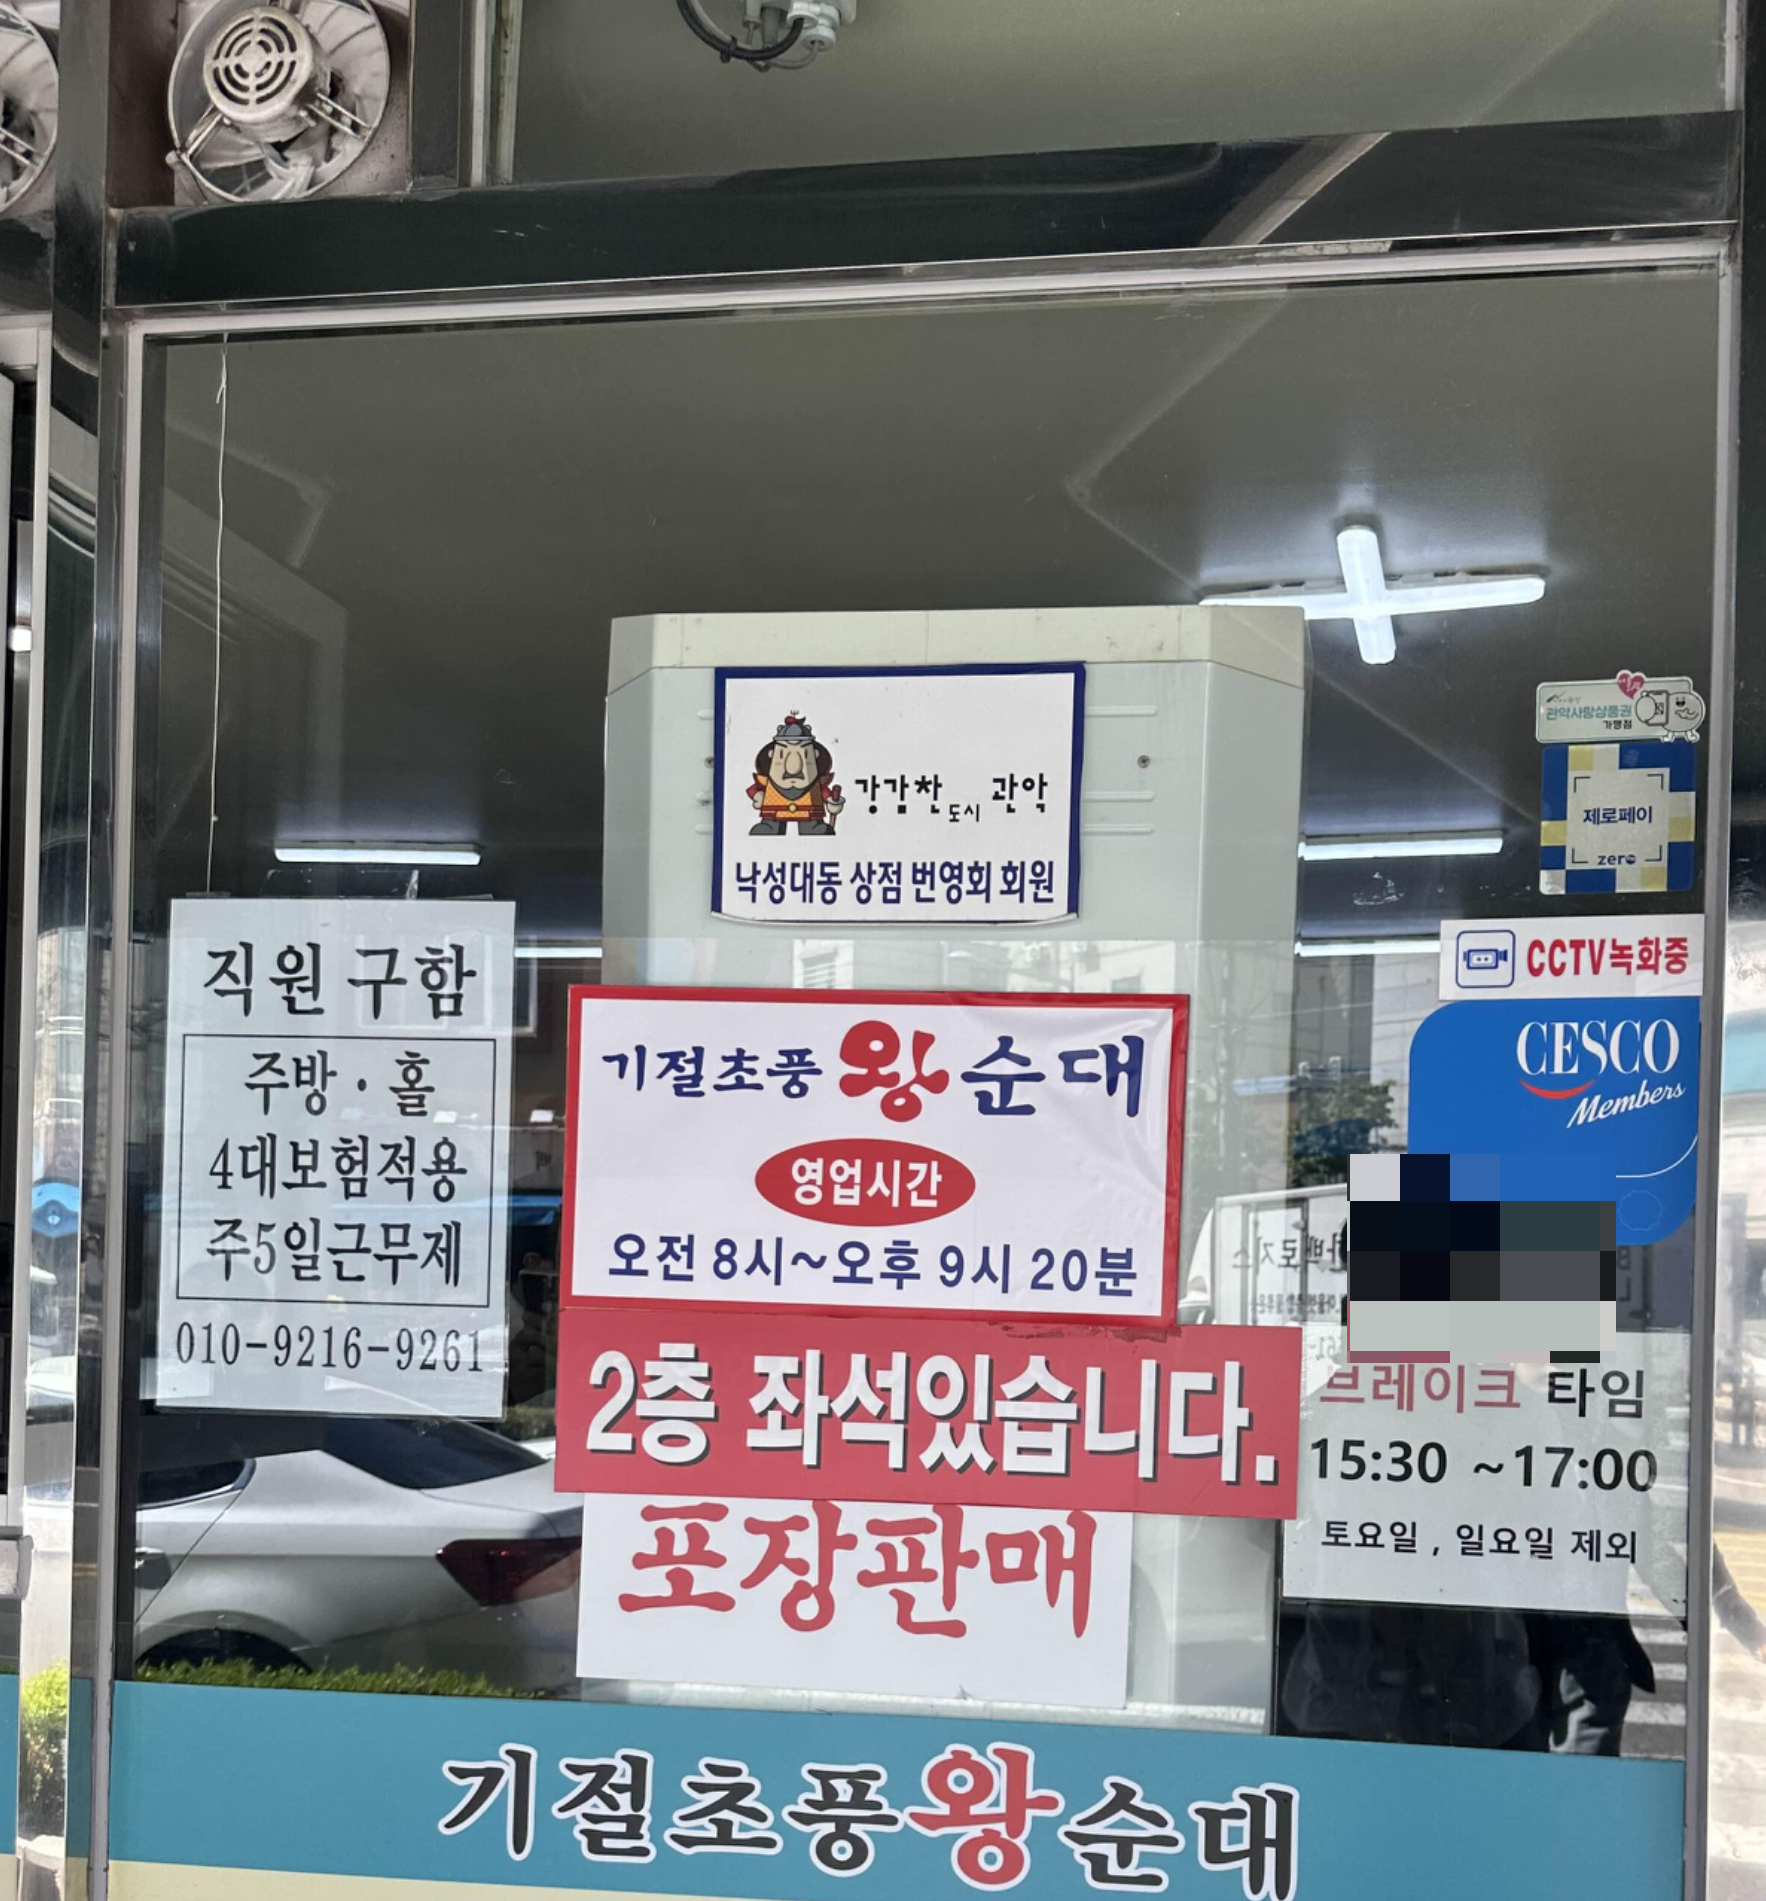 강감찬 도시 관악
낙성대동 상점 번영회 회원
관악사랑상품권
가맹점
제로페이
zero
CCTV녹화중
CESCO
Members
직원 구함
주방 · 홀
4대보험적용
주5일근무제
010-9216-9261
기절초풍 왕순대
영업시간
오전 8시~오후 9시 20분
2층 좌석있습니다.
포장판매
브레이크 타임
15:30 ~17:00
토요일, 일요일 제외
기절초풍왕순대